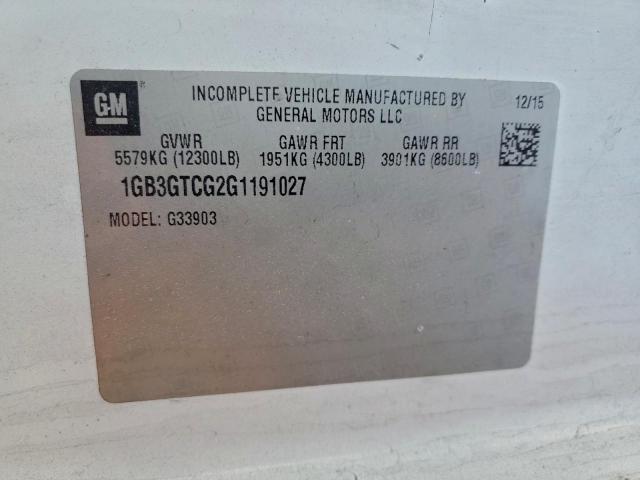 GM
INCOMPLETE VEHICLE MANUFACTURED BY
GENERAL MOTORS LLC
12/15
GVWR GAWR FRT GAWR RR
5579KG (12300LB) 1951KG (4300LB) 3901KG (8600LB)
1GB3GTCG2G1191027
MODEL: G33903